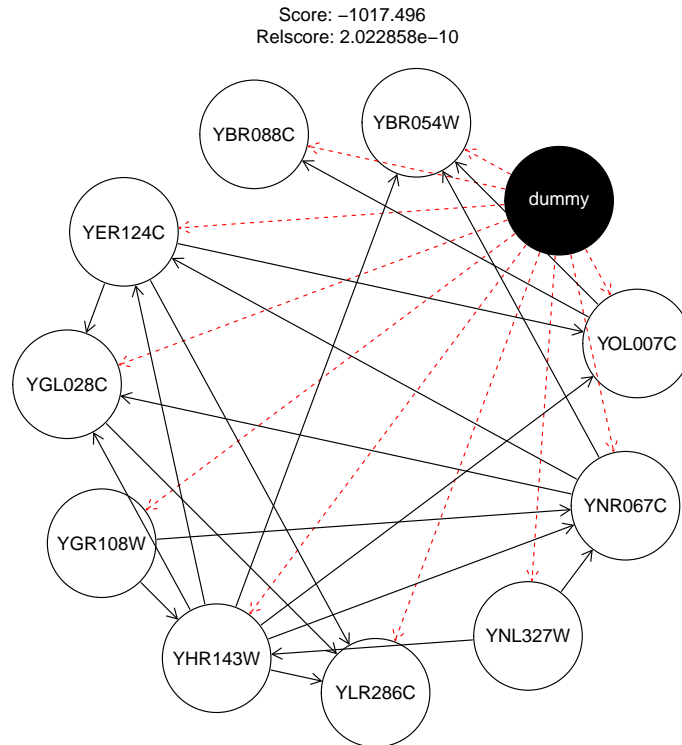 Score: −1017.496
Relscore: 2.022858e−10
YBR054W
YBR088C
dummy
YER124C
YOL007C
YGL028C
YNR067C
YGR108W
YNL327W
YHR143W
YLR286C